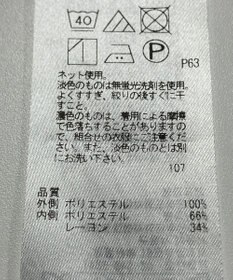 40
P
P63
ネット使用。
淡色のものは無蛍光洗剤を使用。
よくすすぎ、絞りの後すぐに干
すこと。
濃色のものは、着用による摩擦
で色落ちすることがありますので
、組合せの衣服にご注意くださ
い。また、淡色のものとは別に
お洗い下さい。
107
品質
外側 ポリエステル 100%
内側 ポリエステル 66%
レーヨン 34%